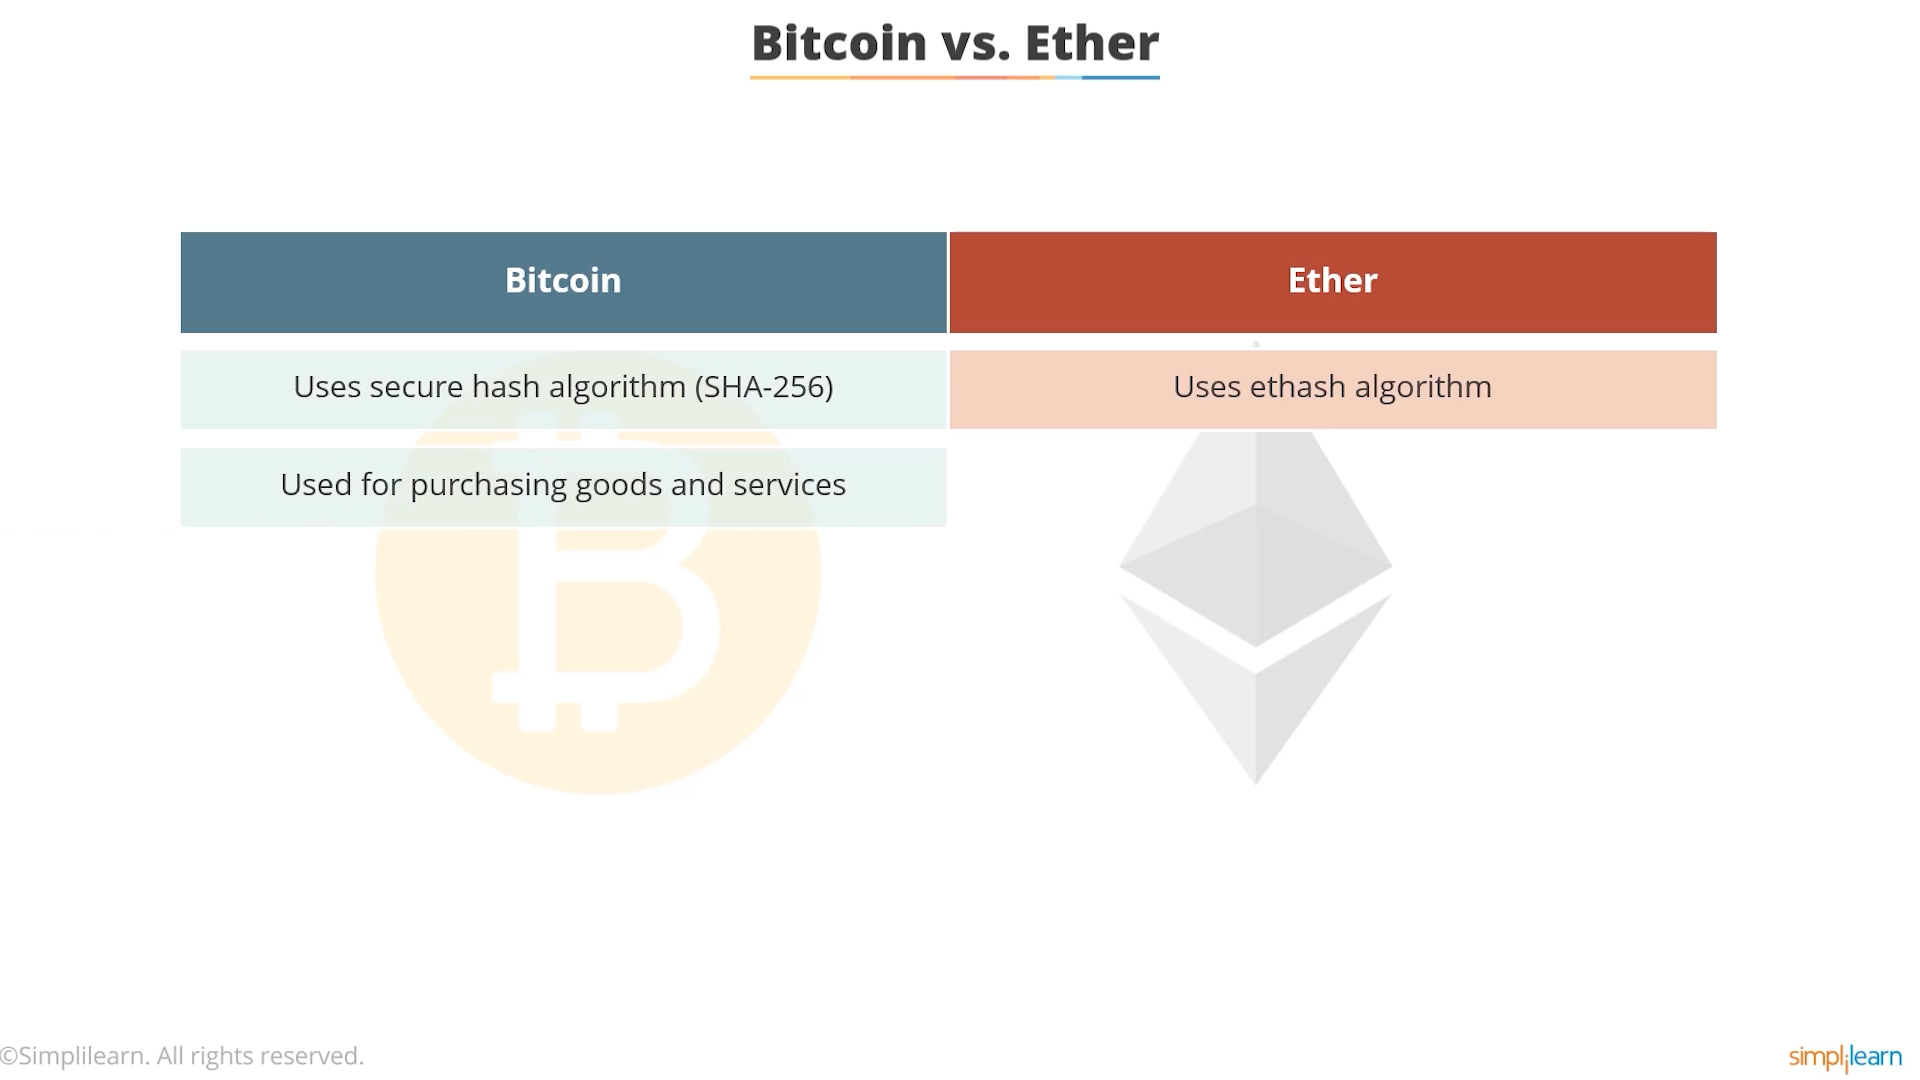 Bitcoin vs. Ether
Bitcoin
Ether
Uses secure hash algorithm (SHA-256)
Uses ethash algorithm
Used for purchasing goods and services
©Simplilearn. All rights reserved.
simplilearn